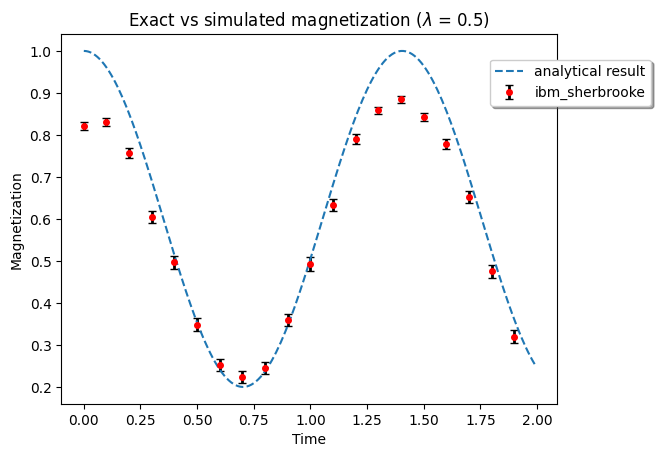 Exact vs simulated magnetization (λ = 0.5)
analytical result
ibm_sherbrooke
Magnetization
1.0
0.9
0.8
0.7
0.6
0.5
0.4
0.3
0.2
0.00 0.25 0.50 0.75 1.00 1.25 1.50 1.75 2.00
Time